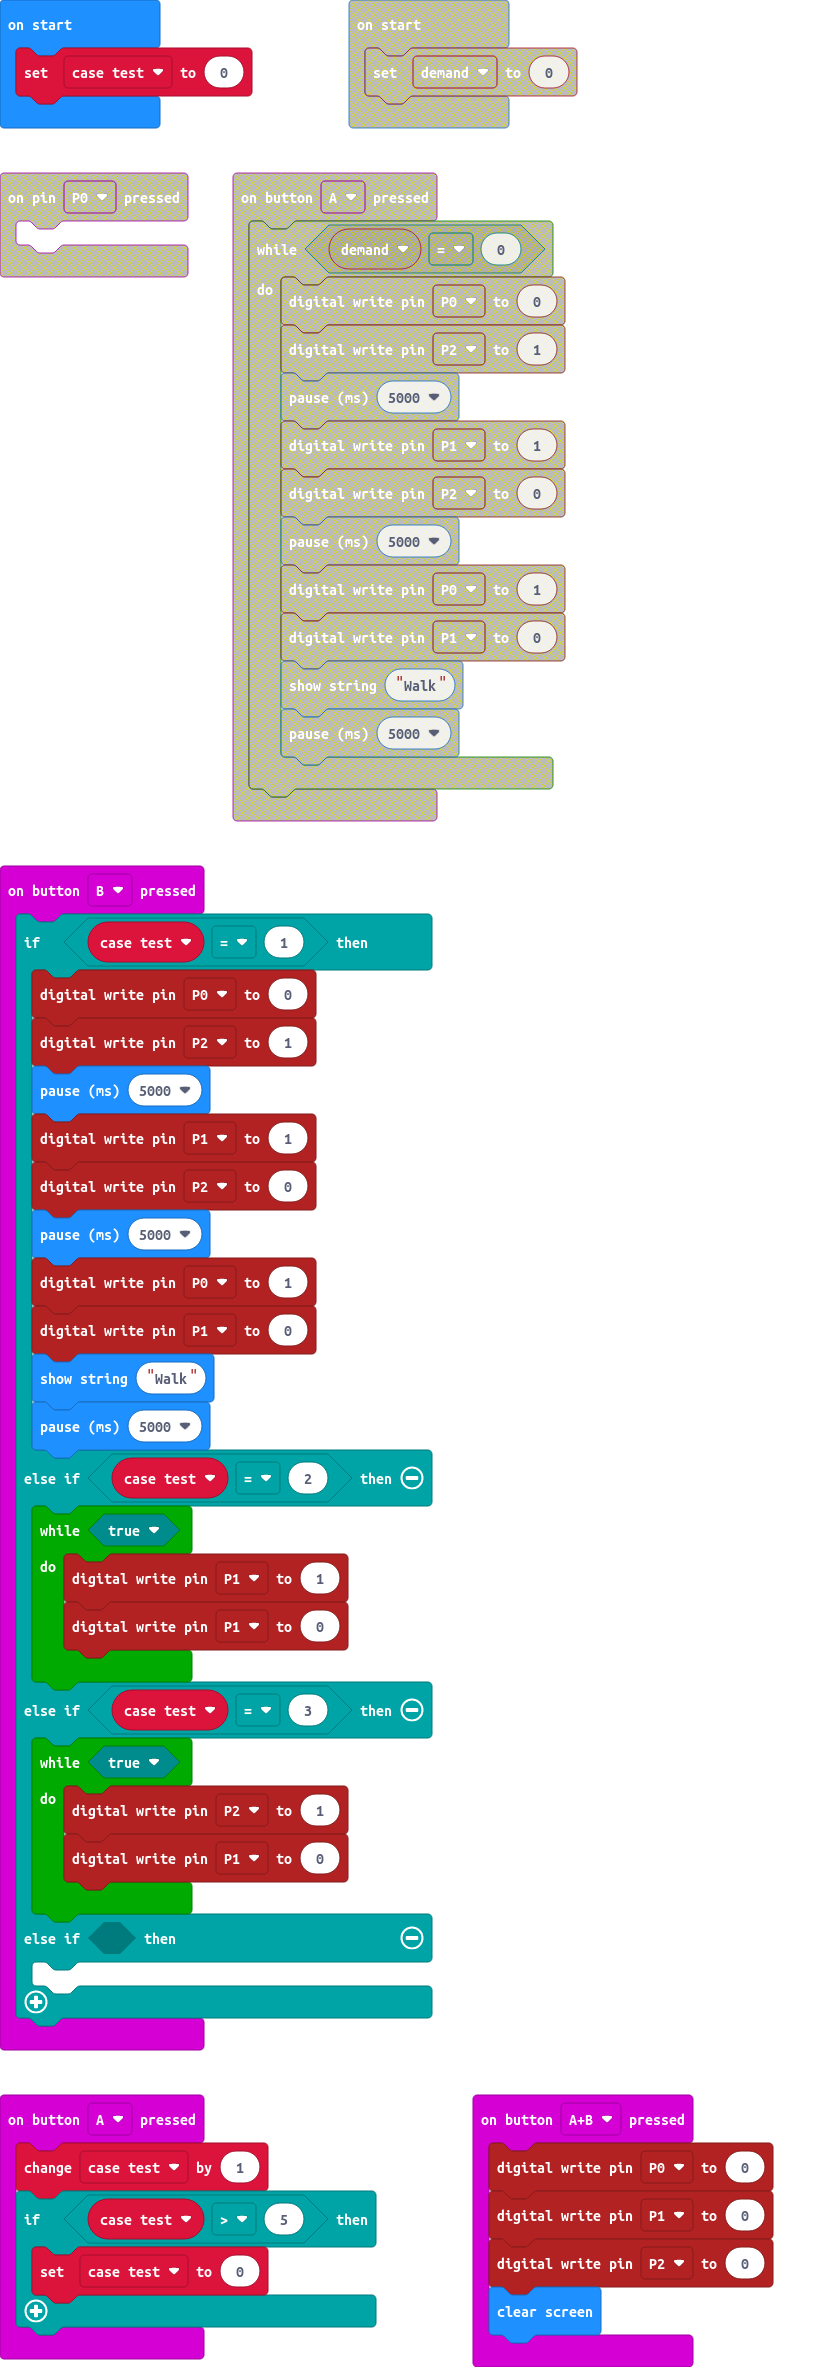 on start
set case test to 0
on start
set demand to 0
on pin P0 pressed
on button A pressed
while demand = 0
do
digital write pin P0 to 0
digital write pin P2 to 1
pause (ms) 5000
digital write pin P1 to 1
digital write pin P2 to 0
pause (ms) 5000
digital write pin P0 to 1
digital write pin P1 to 0
show string "Walk"
pause (ms) 5000
on button B pressed
if case test = 1 then
digital write pin P0 to 0
digital write pin P2 to 1
pause (ms) 5000
digital write pin P1 to 1
digital write pin P2 to 0
pause (ms) 5000
digital write pin P0 to 1
digital write pin P1 to 0
show string "Walk"
pause (ms) 5000
else if case test = 2 then
while true
do
digital write pin P1 to 1
digital write pin P1 to 0
else if case test = 3 then
while true
do
digital write pin P2 to 1
digital write pin P1 to 0
else if then
on button A pressed
change case test by 1
if case test > 5 then
set case test to 0
on button A+B pressed
digital write pin P0 to 0
digital write pin P1 to 0
digital write pin P2 to 0
clear screen